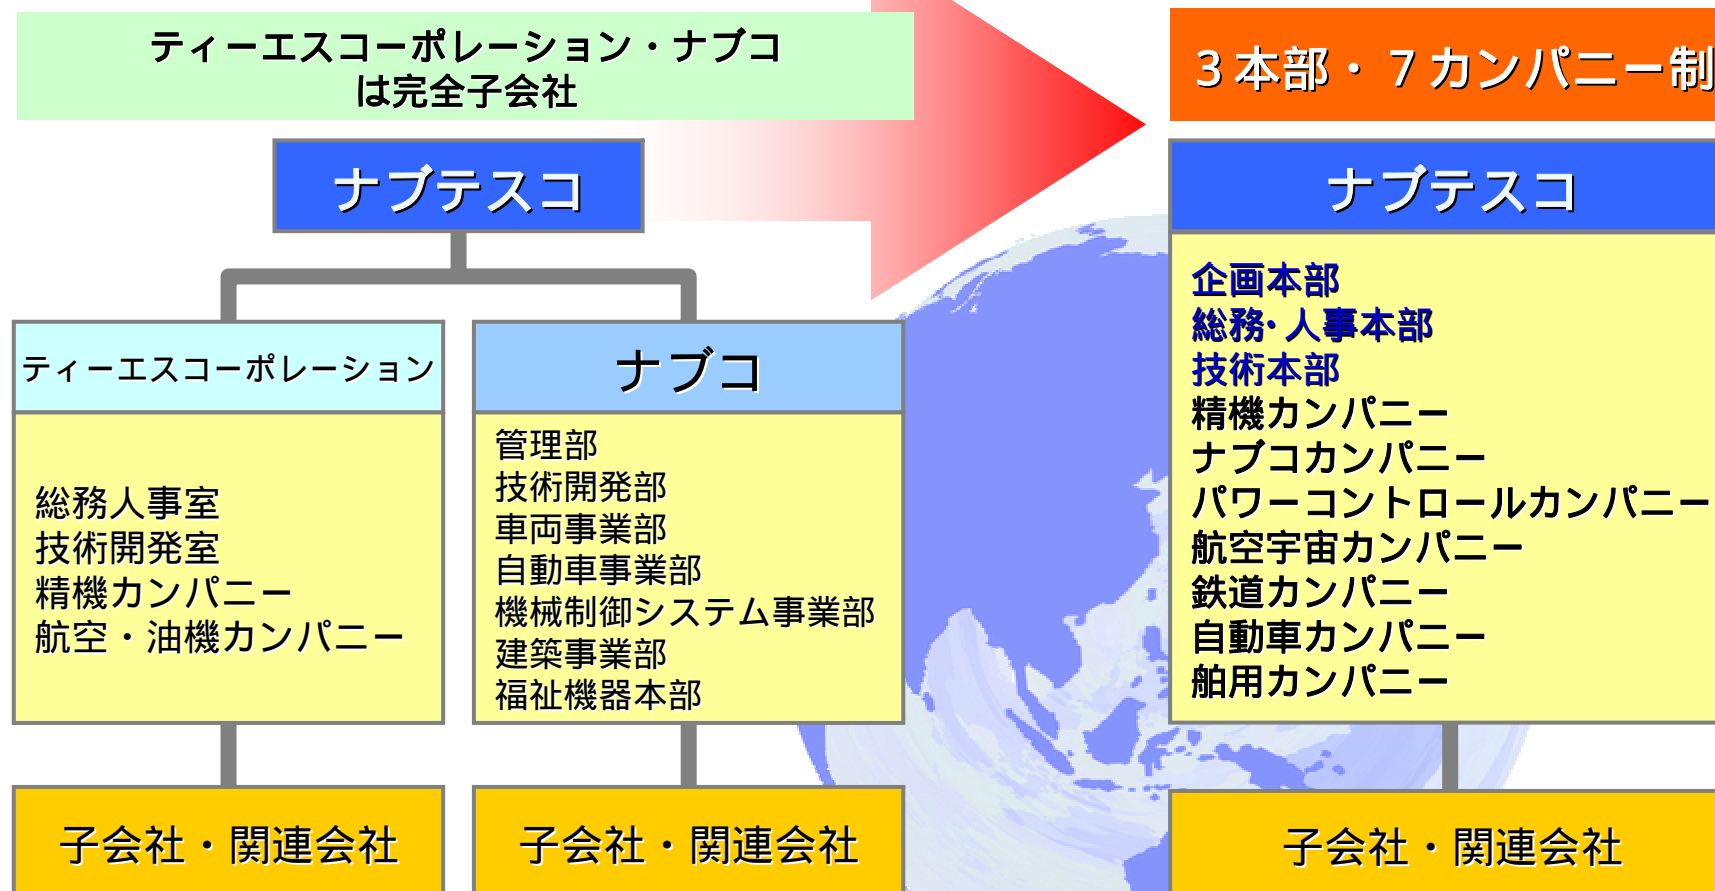 ティーエスコーポレーション・ナブコ
は完全子会社
ナブテスコ
ティーエスコーポレーション
総務人事室
技術開発室
精機カンパニー
航空・油機カンパニー
子会社・関連会社
ナブコ
管理部
技術開発部
車両事業部
自動車事業部
機械制御システム事業部
建築事業部
福祉機器本部
子会社・関連会社
３本部・７カンパニー制
ナブテスコ
企画本部
総務・人事本部
技術本部
精機カンパニー
ナブコカンパニー
パワーコントロールカンパニー
航空宇宙カンパニー
鉄道カンパニー
自動車カンパニー
舶用カンパニー
子会社・関連会社